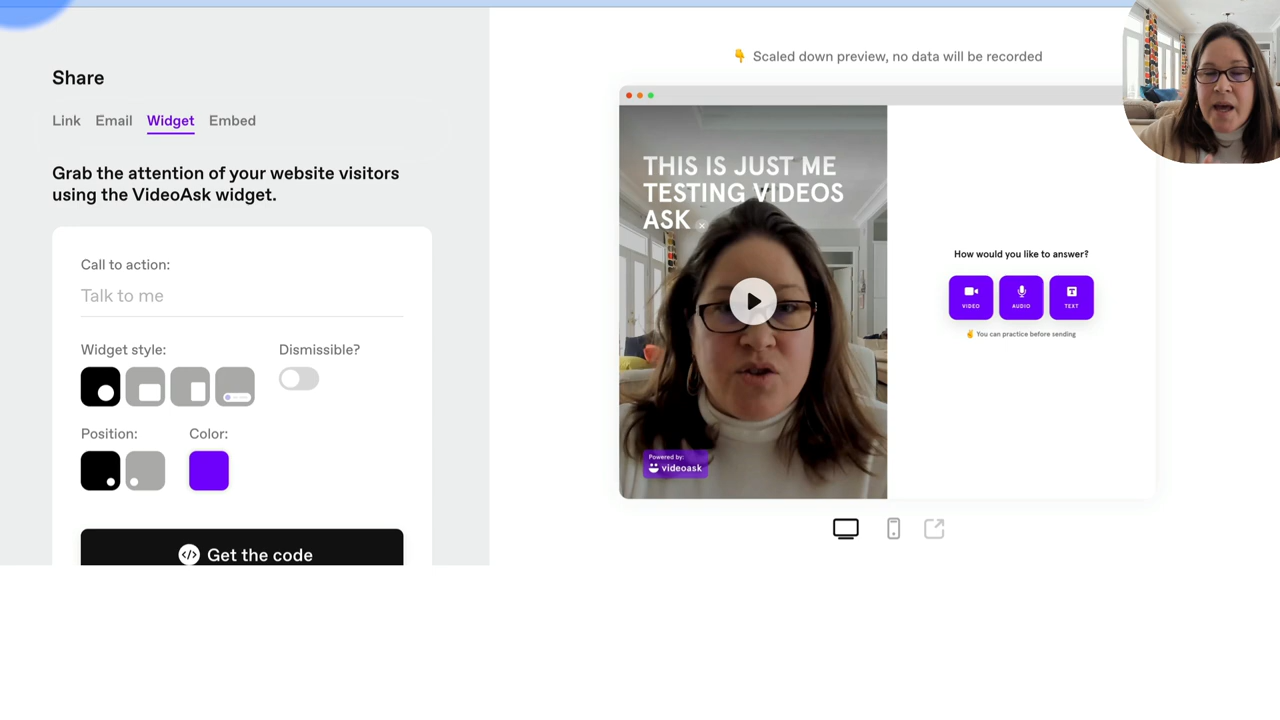 Share
Link Email Widget Embed
Grab the attention of your website visitors
using the VideoAsk widget.
Call to action:
Talk to me
Widget style:
Dismissible?
Position:
Color:
Get the code
Scaled down preview, no data will be recorded
THIS IS JUST ME
TESTING VIDEOS
ASK
Powered by:
videoask
How would you like to answer?
VIDEO
AUDIO
TEXT
You can practice before sending